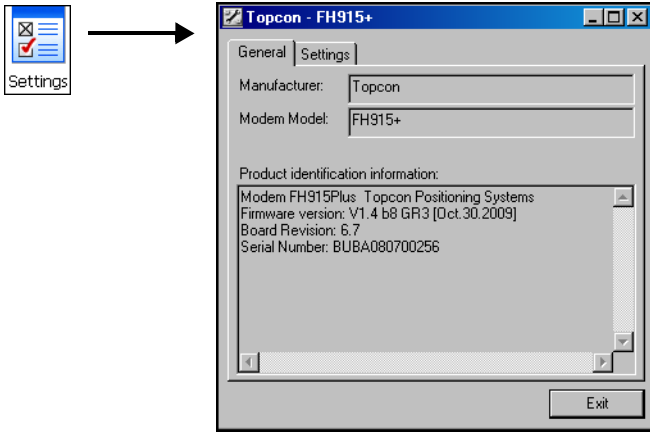 Settings
Topcon - FH915+
General Settings
Manufacturer: Topcon
Modem Model: FH915+
Product identification information:
Modem FH915Plus Topcon Positioning Systems
Firmware version: V1.4 b8 GR3 [Oct.30.2009]
Board Revision: 6.7
Serial Number: BUBA080700256
Exit